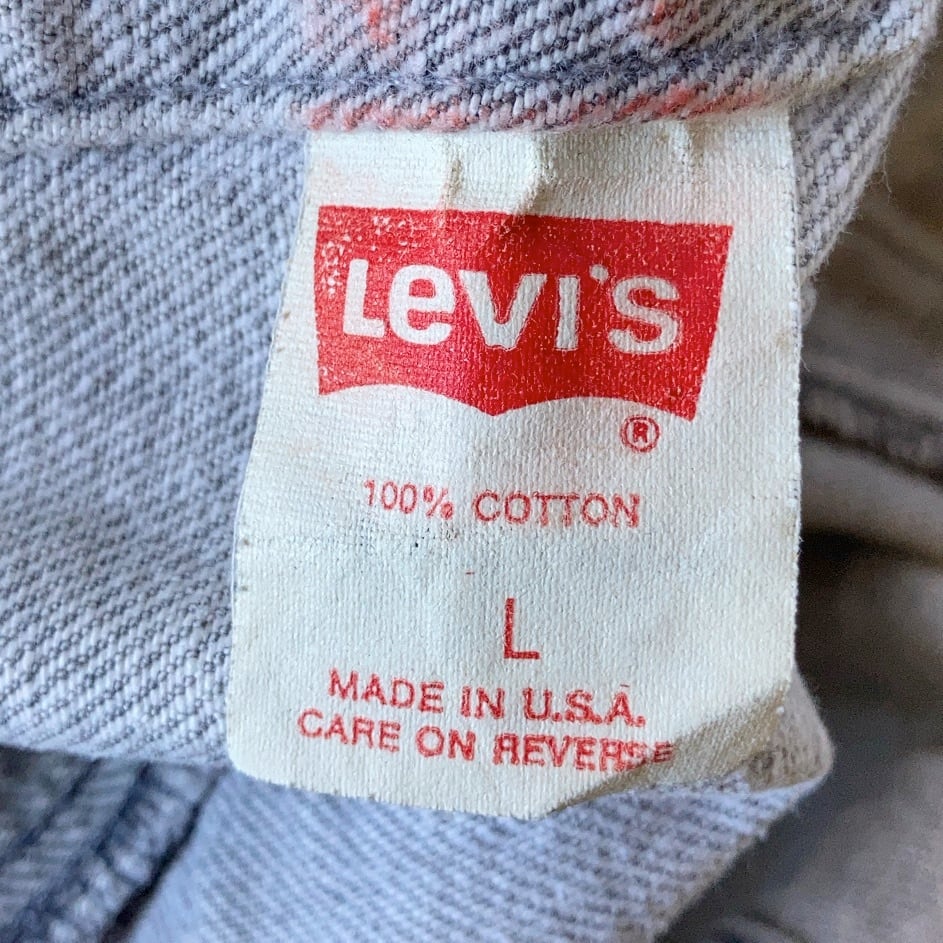 LeVI'S
®
100% COTTON
L
MADE IN U.S.A.
CARE ON REVERSE